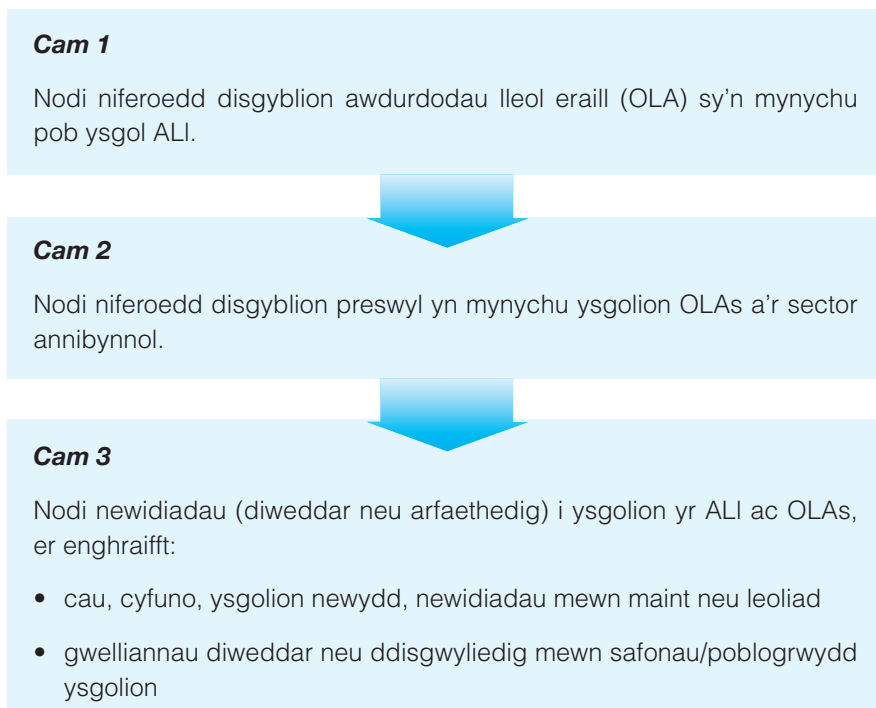 Cam 1
Nodi niferoedd disgyblion awdurdodau lleol eraill (OLA) sy'n mynychu
pob ysgol ALl.
Cam 2
Nodi niferoedd disgyblion preswyl yn mynychu ysgolion OLAs a'r sector
annibynnol.
Cam 3
Nodi newidiadau (diweddar neu arfaethedig) i ysgolion yr ALl ac OLAs,
er enghraifft:
• cau, cyfuno, ysgolion newydd, newidiadau mewn maint neu leoliad
• gwelliannau diweddar neu ddisgwyliedig mewn safonau/poblogrwydd
ysgolion